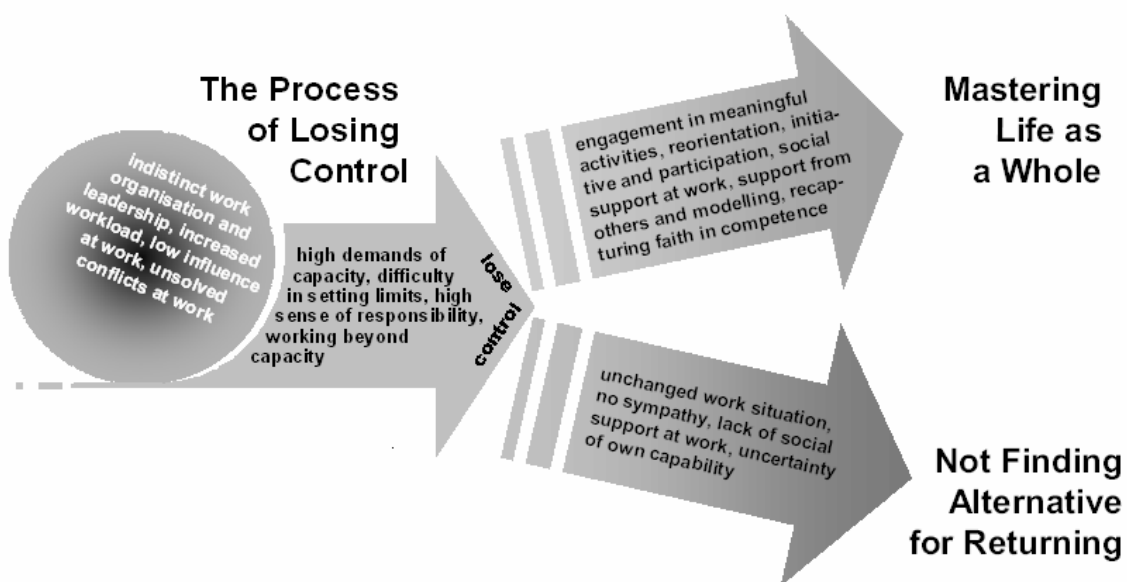 The Process
of Losing
Control
indistinct work
organisation and
leadership, increased
workload, low influence
at work, unsolved
conflicts at work
high demands of
capacity, difficulty
in setting limits, high
sense of responsibility,
working beyond
capacity
lose
control
engagement in meaningful
activities, reorientation, initia-
tive and participation, social
support at work, support from
others and modelling, recap-
turing faith in competence
Mastering
Life as
a Whole
unchanged work situation,
no sympathy, lack of social
support at work, uncertainty
of own capability
Not Finding
Alternative
for Returning